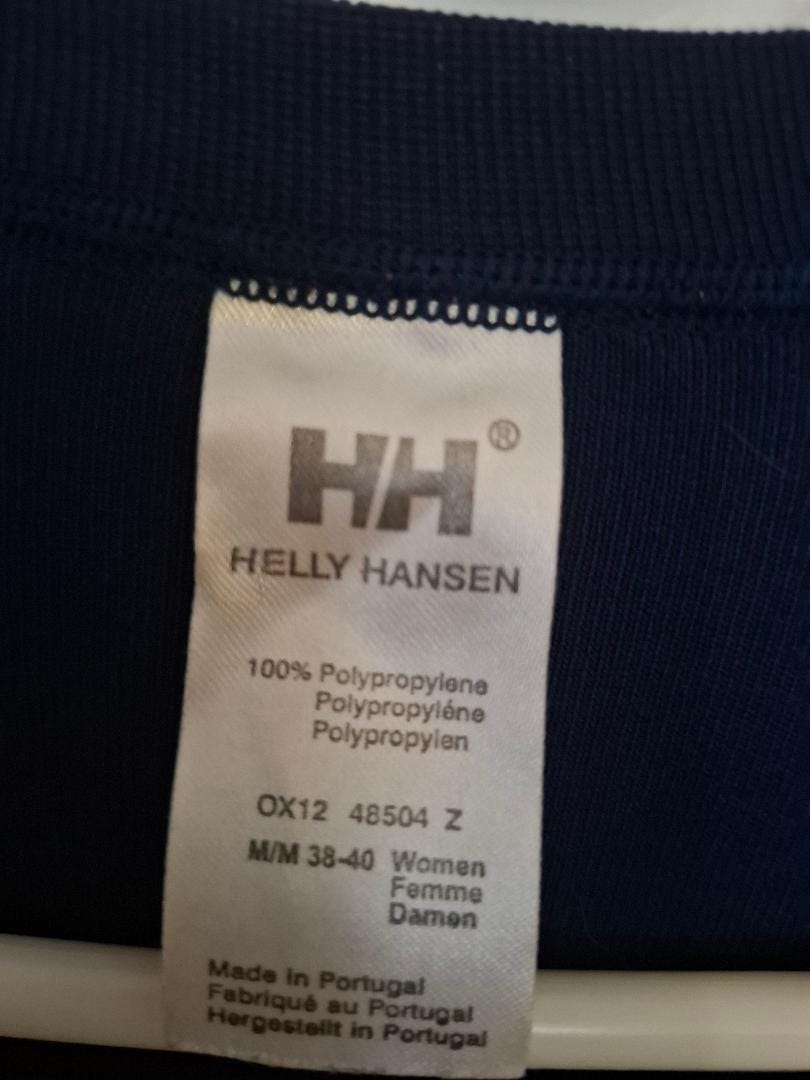 HH®
HELLY HANSEN
100% Polypropylene
Polypropyléne
Polypropylen
OX12 48504 Z
M/M 38-40 Women
Femme
Damen
Made in Portugal
Fabriqué au Portugal
Hergestellt in Portugal